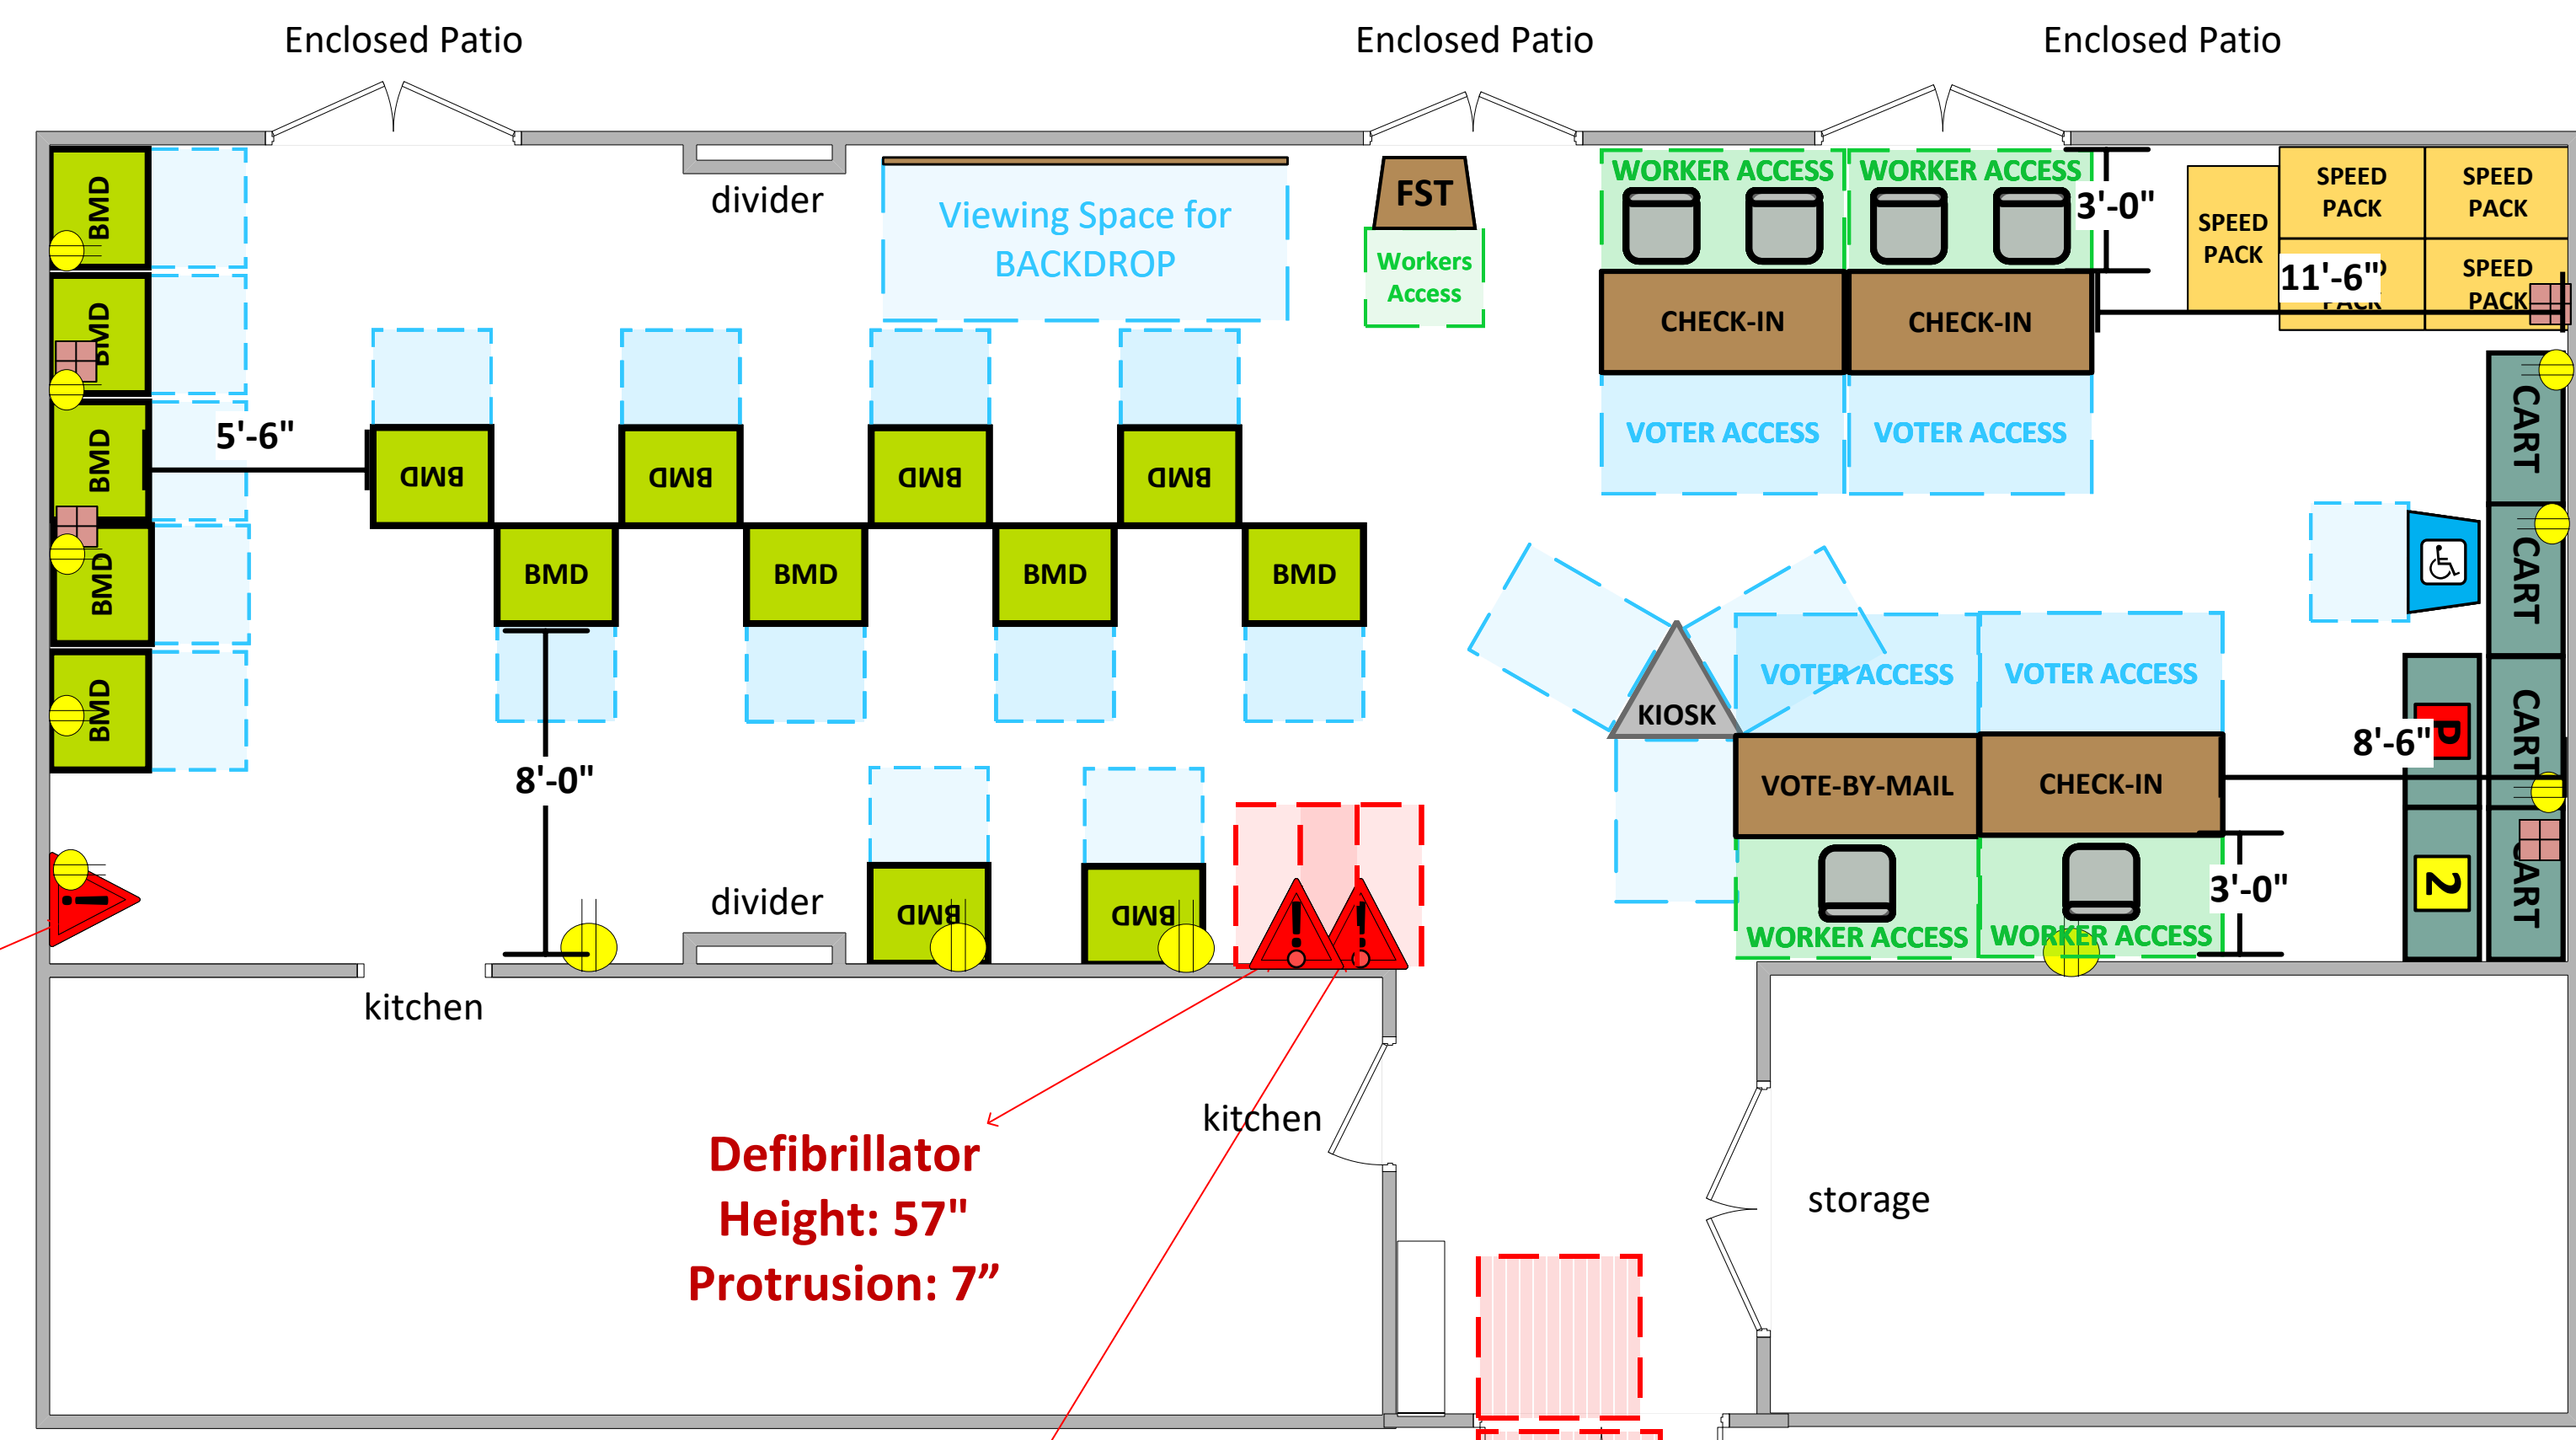 Enclosed Patio
Enclosed Patio
Enclosed Patio
BMD
BMD
BMD
BMD
BMD
divider
Viewing Space for
BACKDROP
FST
Workers
Access
WORKER ACCESS
WORKER ACCESS
3'-0"
CHECK-IN
CHECK-IN
VOTER ACCESS
VOTER ACCESS
SPEED
PACK
SPEED
PACK
SPEED
PACK
PACK
SPEED
PACK
11'-6"
5'-6"
BMD
BMD
BMD
BMD
BMD
BMD
BMD
BMD
8'-0"
CART
CART
CART
CART
KIOSK
VOTER ACCESS
VOTER ACCESS
VOTE-BY-MAIL
CHECK-IN
8'-6"
P
2
WORKER ACCESS
WORKER ACCESS
3'-0"
divider
BMD
BMD
!
!
!
kitchen
kitchen
storage
Defibrillator
Height: 57"
Protrusion: 7”